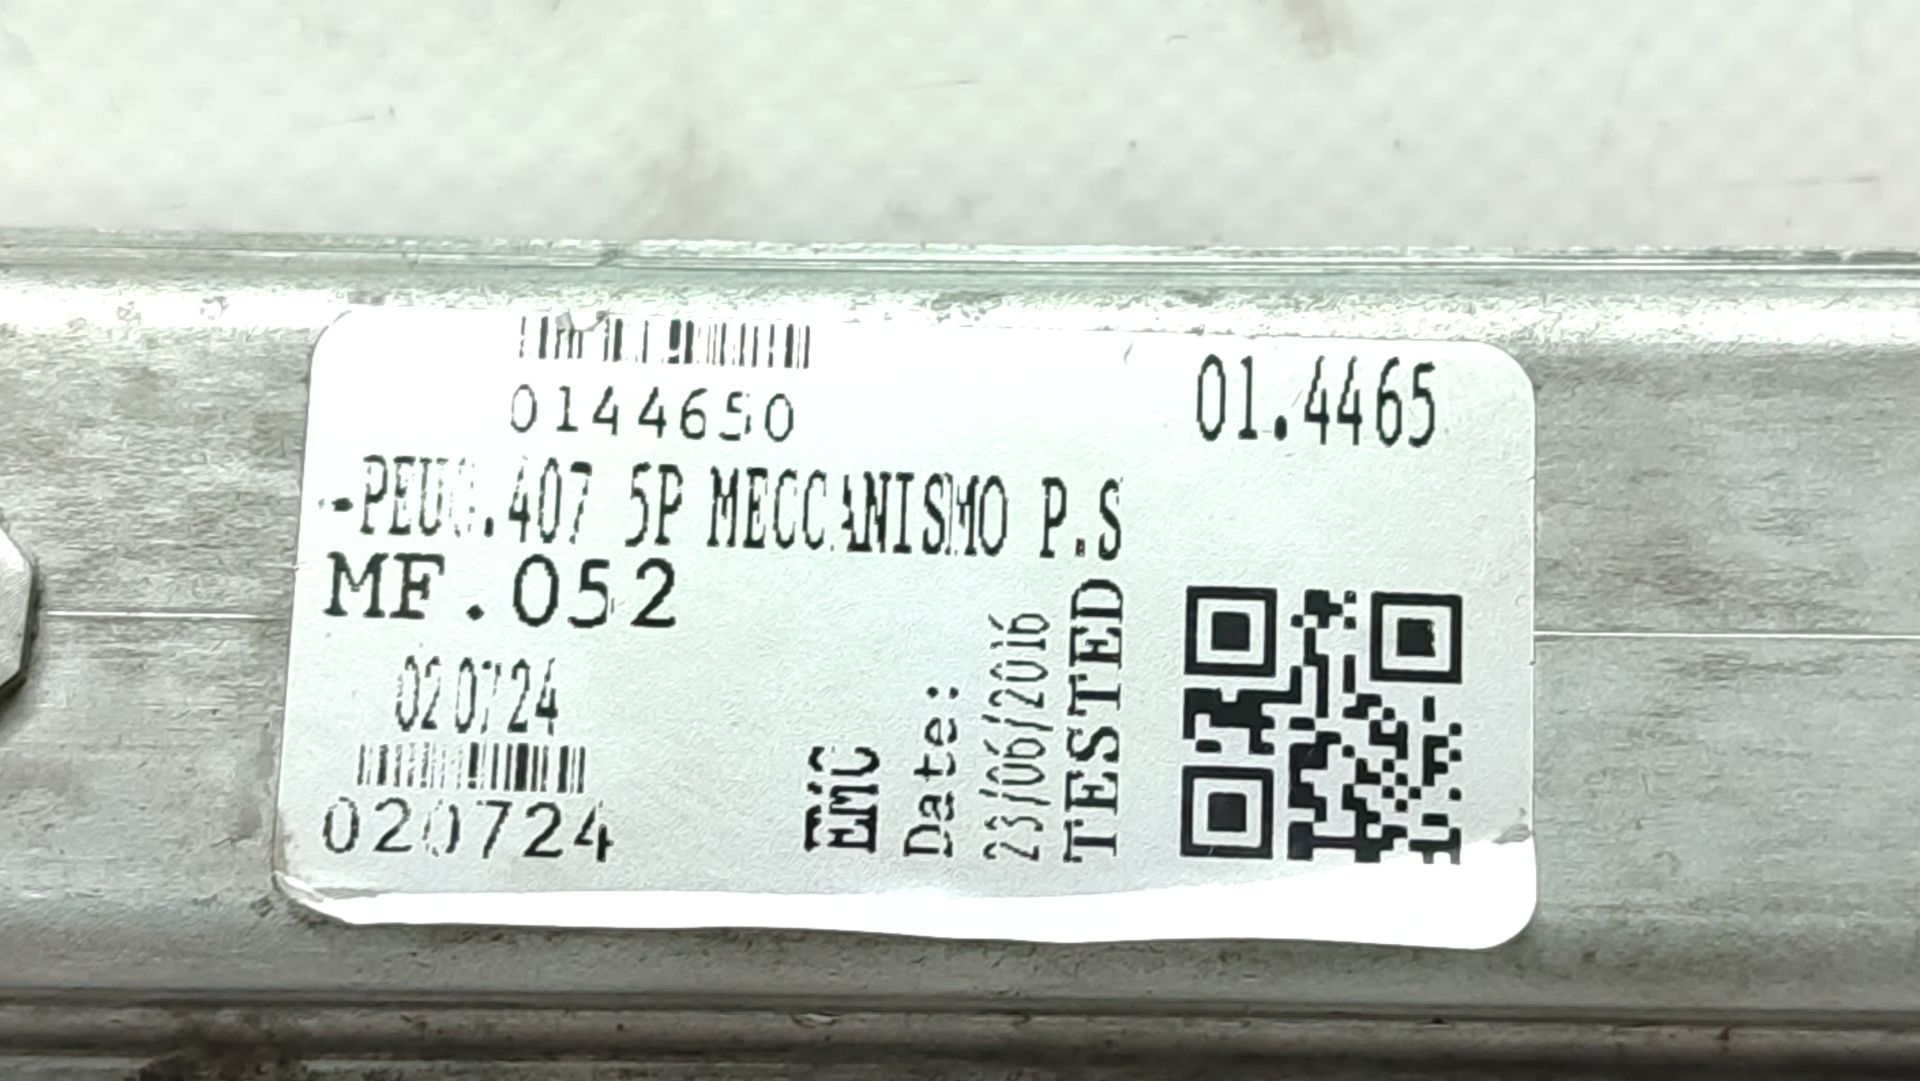 0144650
01.4465
-PEUG.407 5P MECCANISMO P.S
MF.052
020724
020724
EMC
Date:
23/06/2016
TESTED